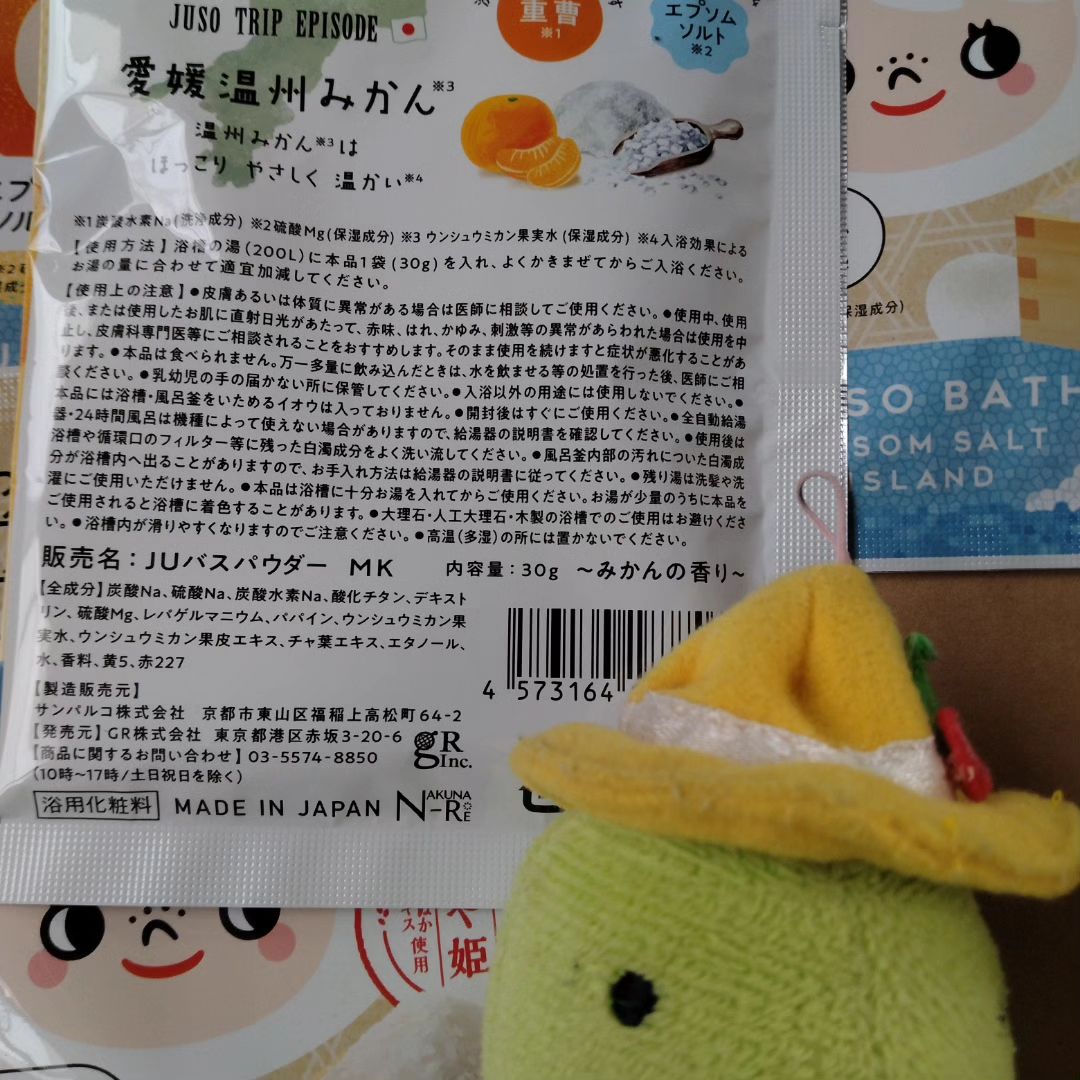 JUSO TRIP EPISODE
重曹
※1
エプソム
ソルト
※2
愛媛温州みかん※3
温州みかん※3は
ほっこり やさしく 温かい※4
※1炭酸水素Na(洗浄成分) ※2硫酸Mg(保湿成分) ※3 ウンシュウミカン果実水(保湿成分) ※4入浴効果による
【使用方法】浴槽の湯(200L)に本品1袋(30g)を入れ、よくかきまぜてからご入浴ください。
お湯の量に合わせて適宜加減してください。
【使用上の注意】●皮膚あるいは体質に異常がある場合は医師に相談してご使用ください。●使用中、使用
後、または使用したお肌に直射日光があたって、赤味、はれ、かゆみ、刺激等の異常があらわれた場合は使用を中
止し、皮膚科専門医等にご相談されることをおすすめします。そのまま使用を続けますと症状が悪化することがあ
ります。●本品は食べられません。万一多量に飲み込んだときは、水を飲ませる等の処置を行った後、医師にご相
談ください。●乳幼児の手の届かない所に保管してください。●入浴以外の用途には使用しないでください。●
本品には浴槽・風呂釜をいためるイオウは入っておりません。●開封後はすぐにご使用ください。●全自動給湯
器・24時間風呂は機種によって使えない場合がありますので、給湯器の説明書を確認してください。●使用後は
浴槽や循環口のフィルター等に残った白濁成分をよく洗い流してください。●風呂釜内部の汚れについた白濁成
分が浴槽内へ出ることがありますので、お手入れ方法は給湯器の説明書に従ってください。●残り湯は洗髪や洗
濯にご使用いただけません。●本品は浴槽に十分お湯を入れてからご使用ください。お湯が少量のうちに本品を
ご使用されると浴槽に着色することがあります。●大理石・人工大理石・木製の浴槽でのご使用はお避けくださ
い。●浴槽内が滑りやすくなりますのでご注意ください。●高温(多湿)の所には置かないでください。
販売名：JUバスパウダー MK 内容量：30g ～みかんの香り～
【全成分】炭酸Na、硫酸Na、炭酸水素Na、酸化チタン、デキスト
リン、硫酸Mg、レパゲルマニウム、パパイン、ウンシュウミカン果
実水、ウンシュウミカン果皮エキス、チャ葉エキス、エタノール、
水、香料、黄5、赤227
4 573164
【製造販売元】
サンパルコ株式会社 京都市東山区福稲上高松町64-2
【発売元】GR株式会社 東京都港区赤坂3-20-6
【商品に関するお問い合わせ】03-5574-8850
(10時～17時/土日祝日を除く)
gR
Inc.
浴用化粧料 MADE IN JAPAN
NAKUNA-RE
保湿成分)
SO BATH
SOM SALT
SLAND
や姫
使用